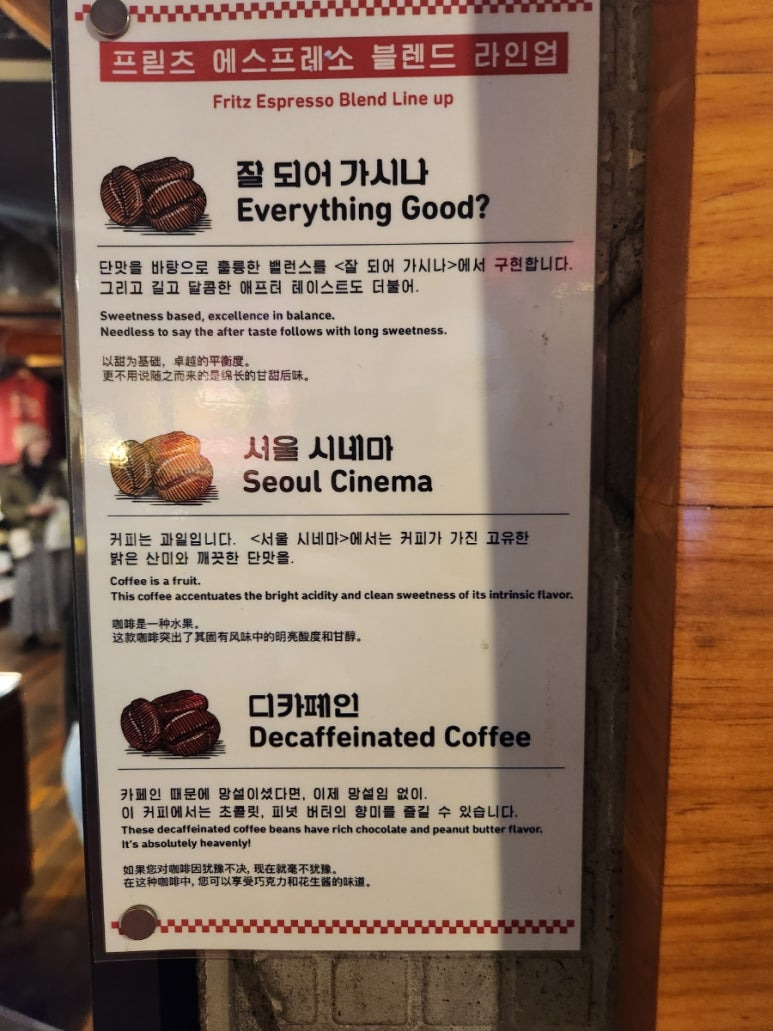 프릳츠 에스프레소 블렌드 라인업
Fritz Espresso Blend Line up
잘 되어 가시나
Everything Good?
단맛을 바탕으로 훌륭한 밸런스를 <잘 되어 가시나>에서 구현합니다.
그리고 길고 달콤한 애프터 테이스트도 더불어.
Sweetness based, excellence in balance.
Needless to say the after taste follows with long sweetness.
以甜为基础，卓越的平衡度。
更不用说随之而来的是绵长的甘甜后味。
서울 시네마
Seoul Cinema
커피는 과일입니다. <서울 시네마>에서는 커피가 가진 고유한
밝은 산미와 깨끗한 단맛을.
Coffee is a fruit.
This coffee accentuates the bright acidity and clean sweetness of its intrinsic flavor.
咖啡是一种水果。
这款咖啡突出了其固有风味中的明亮酸度和甘醇。
디카페인
Decaffeinated Coffee
카페인 때문에 망설이셨다면, 이제 망설임 없이.
이 커피에서는 초콜릿, 피넛 버터의 향미를 즐길 수 있습니다.
These decaffeinated coffee beans have rich chocolate and peanut butter flavor.
It's absolutely heavenly!
如果您对咖啡因犹豫不决, 现在就毫不犹豫。
在这种咖啡中, 您可以享受巧克力和花生酱的味道。